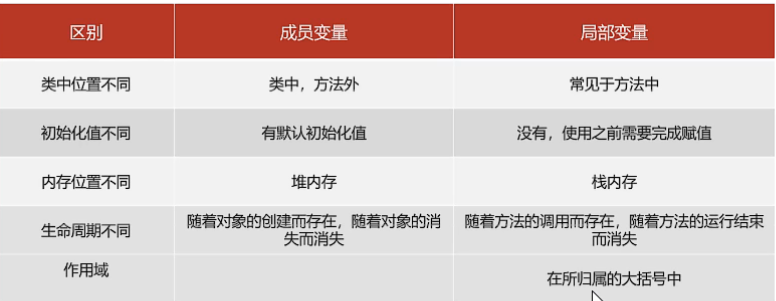 区别 成员变量 局部变量
类中位置不同 类中，方法外 常见于方法中
初始化值不同 有默认初始化值 没有，使用之前需要完成赋值
内存位置不同 堆内存 栈内存
生命周期不同 随着对象的创建而存在，随着对象的消失而消失 随着方法的调用而存在，随着方法的运行结束而消失
作用域 在所归属的大括号中